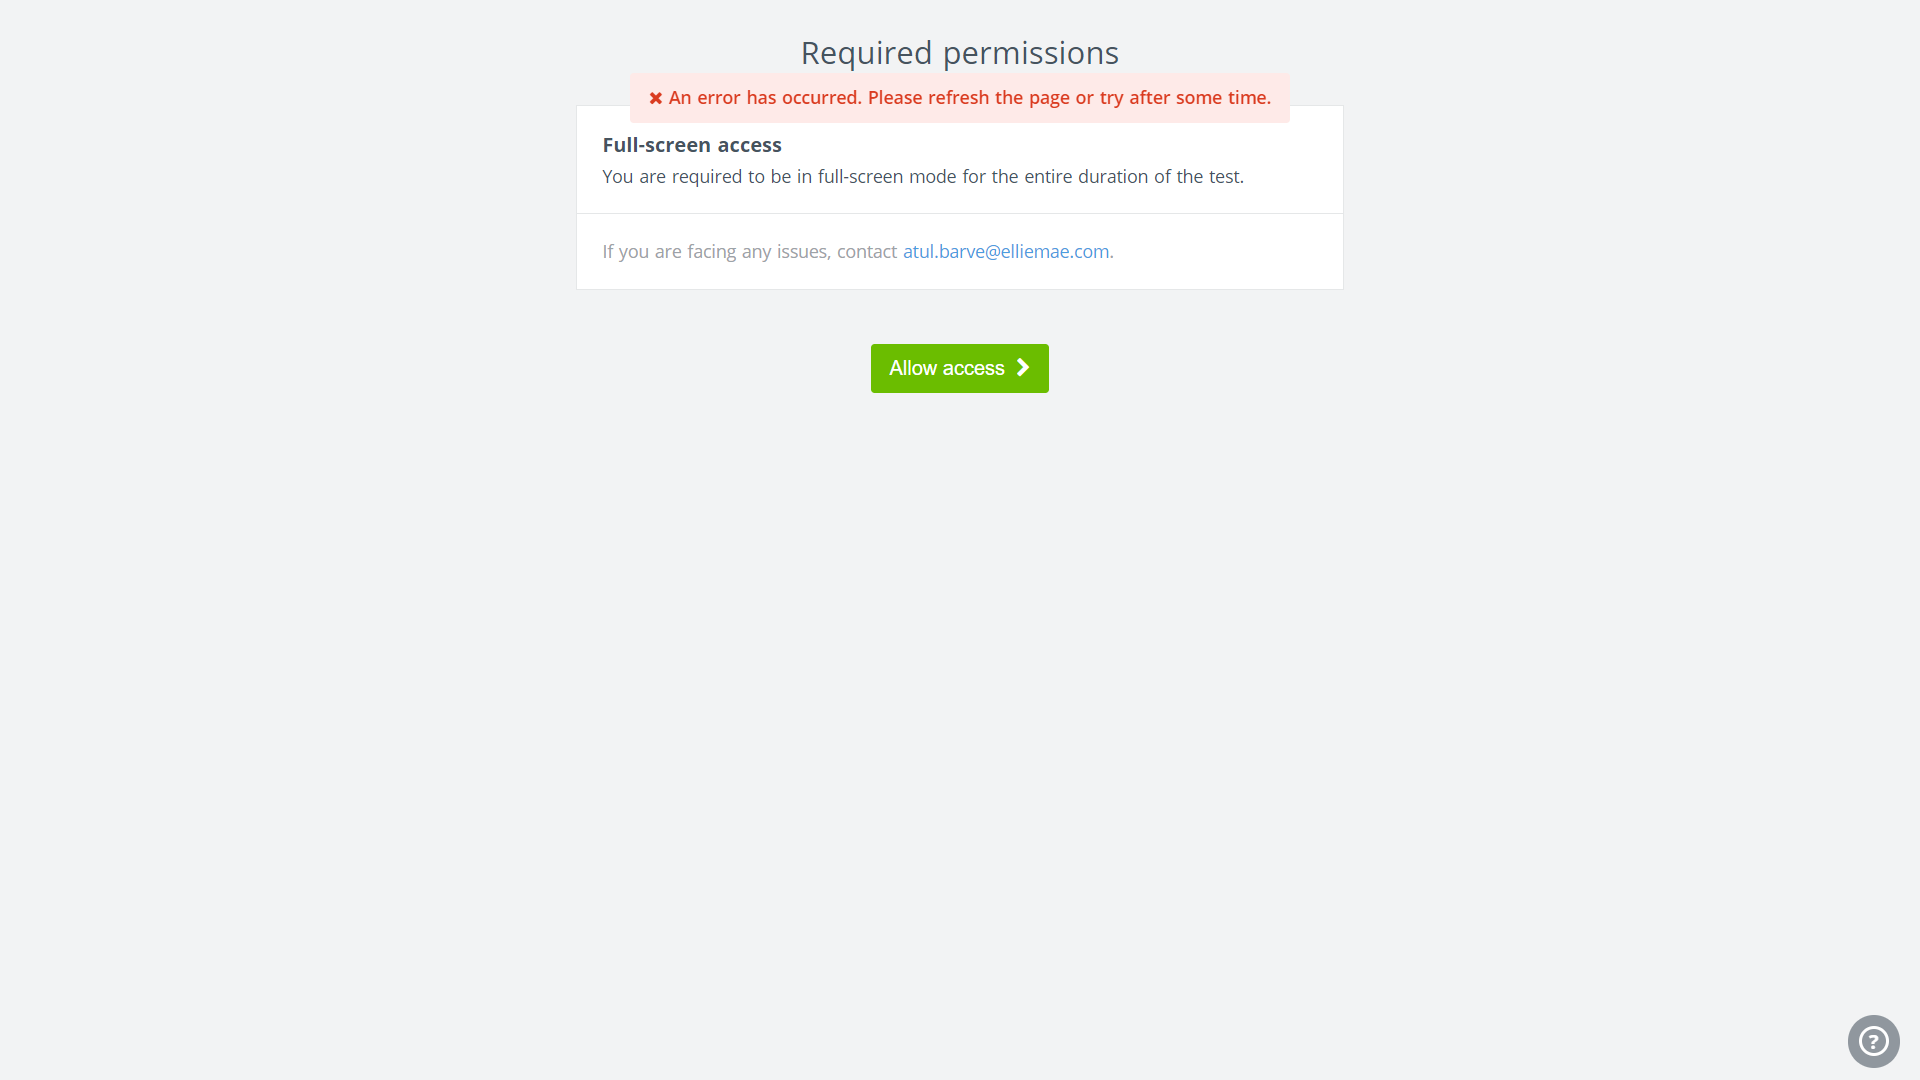 Required permissions
✖ An error has occurred. Please refresh the page or try after some time.
Full-screen access
You are required to be in full-screen mode for the entire duration of the test.
If you are facing any issues, contact atul.barve@elliemae.com.
Allow access
?